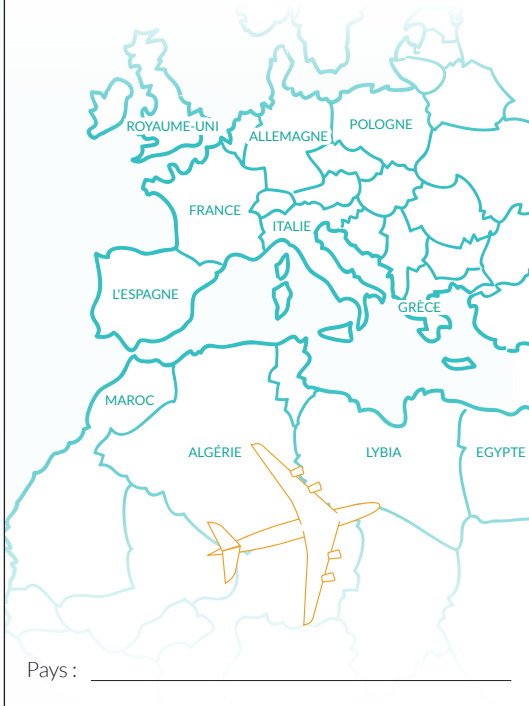 ROYAUME-UNI
ALLEMAGNE
POLOGNE
FRANCE
ITALIE
L'ESPAGNE
GRÈCE
MAROC
ALGÉRIE
LYBIA
EGYPTE
Pays :